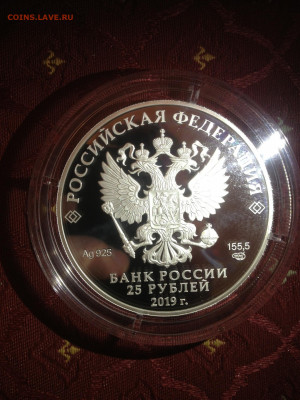 COINS.LAVE.RU
РОССИЙСКАЯ ФЕДЕРАЦИЯ
Ag 925
155,5
БАНК РОССИИ
25 РУБЛЕЙ
2019 г.